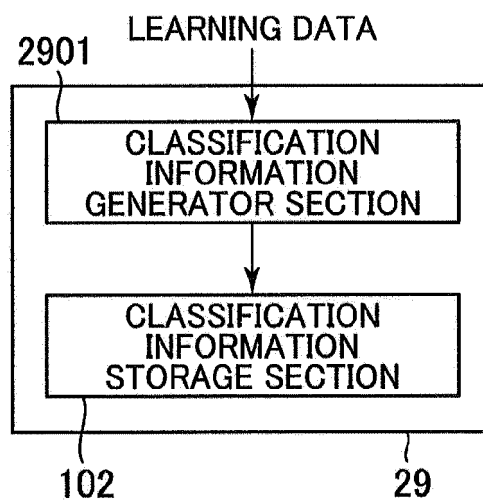 LEARNING DATA
2901
CLASSIFICATION
INFORMATION
GENERATOR SECTION
CLASSIFICATION
INFORMATION
STORAGE SECTION
102
29